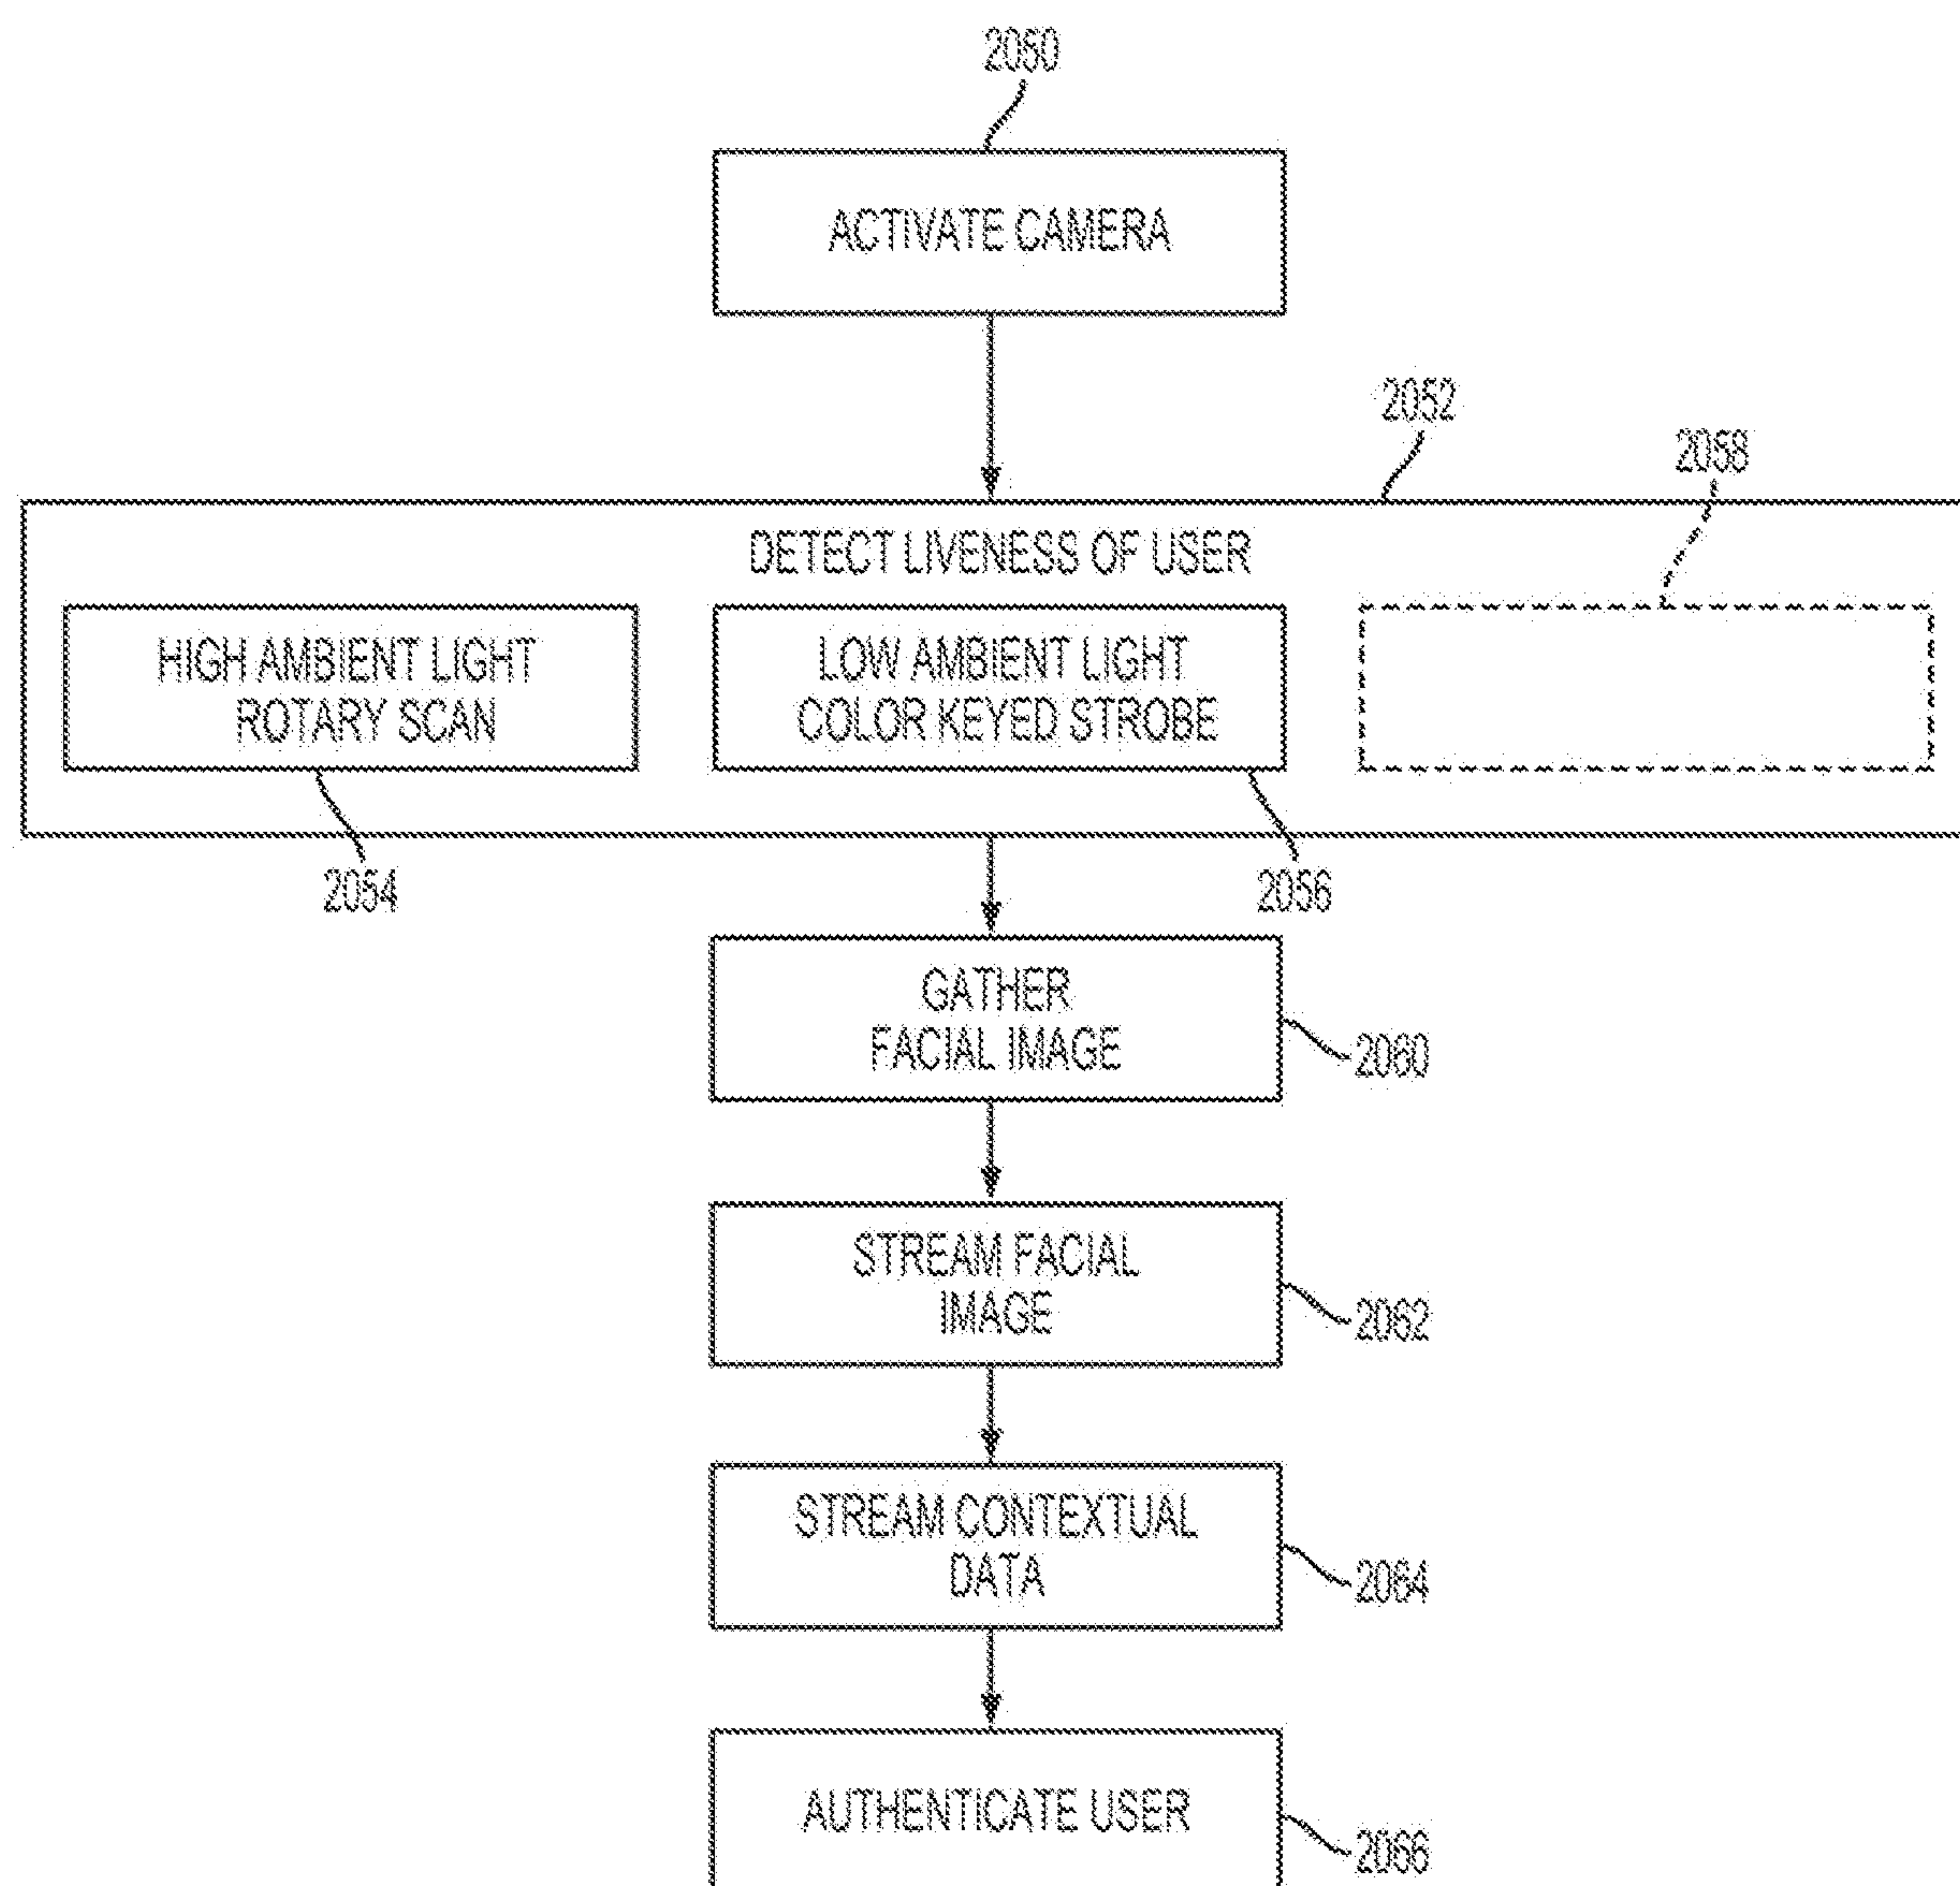 2050
ACTIVATE CAMERA
2052
2058
DETECT LIVENESS OF USER
HIGH AMBIENT LIGHT
ROTARY SCAN
LOW AMBIENT LIGHT
COLOR KEYED STROBE
2054
2056
GATHER
FACIAL IMAGE
2060
STREAM FACIAL
IMAGE
2062
STREAM CONTEXTUAL
DATA
2064
AUTHENTICATE USER
2066